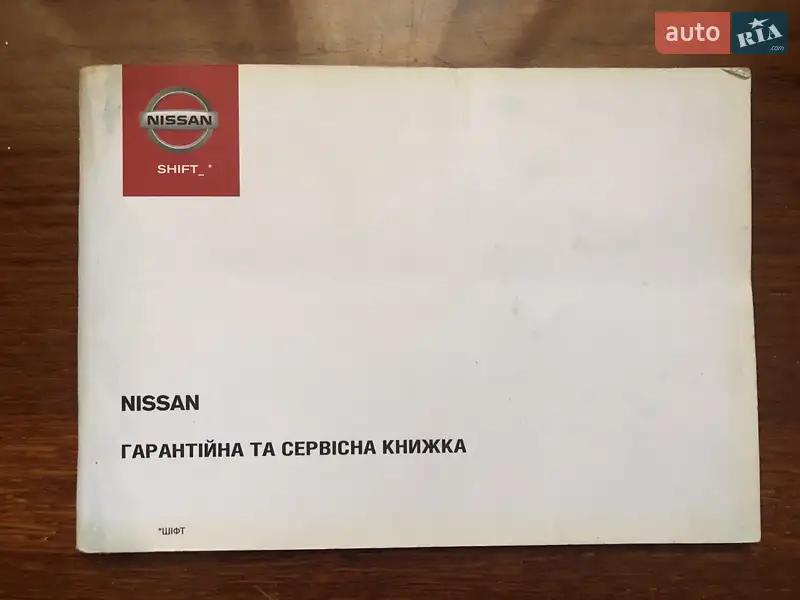 auto RIA
.com
NISSAN
SHIFT_*
NISSAN
ГАРАНТІЙНА ТА СЕРВІСНА КНИЖКА
*ШІФТ